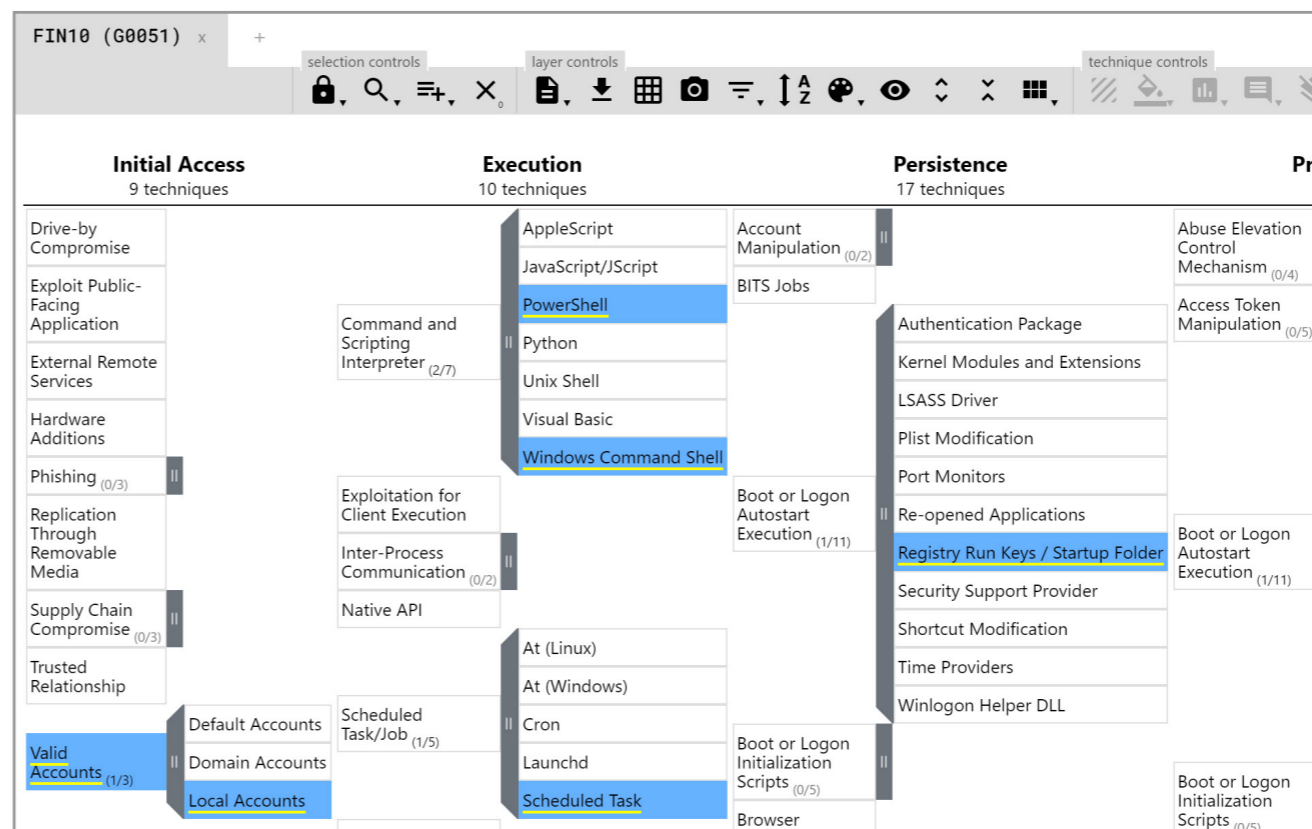 FIN10 (G0051) x +
selection controls
layer controls
technique controls
0
A
Z
Initial Access
9 techniques
Drive-by
Compromise
Exploit Public-
Facing
Application
External Remote
Services
Hardware
Additions
Phishing (0/3)
Replication
Through
Removable
Media
Supply Chain
Compromise (0/3)
Trusted
Relationship
Valid
Accounts (1/3)
Default Accounts
Domain Accounts
Local Accounts
Execution
10 techniques
Command and
Scripting
Interpreter (2/7)
AppleScript
JavaScript/JScript
PowerShell
Python
Unix Shell
Visual Basic
Windows Command Shell
Exploitation for
Client Execution
Inter-Process
Communication (0/2)
Native API
Scheduled
Task/Job (1/5)
At (Linux)
At (Windows)
Cron
Launchd
Scheduled Task
Persistence
17 techniques
Account
Manipulation (0/2)
BITS Jobs
Boot or Logon
Autostart
Execution (1/11)
Authentication Package
Kernel Modules and Extensions
LSASS Driver
Plist Modification
Port Monitors
Re-opened Applications
Registry Run Keys / Startup Folder
Security Support Provider
Shortcut Modification
Time Providers
Winlogon Helper DLL
Boot or Logon
Initialization
Scripts (0/5)
Browser
Pr
Abuse Elevation
Control
Mechanism (0/4)
Access Token
Manipulation (0/5)
Boot or Logon
Autostart
Execution (1/11)
Boot or Logon
Initialization
Scripts (0/5)